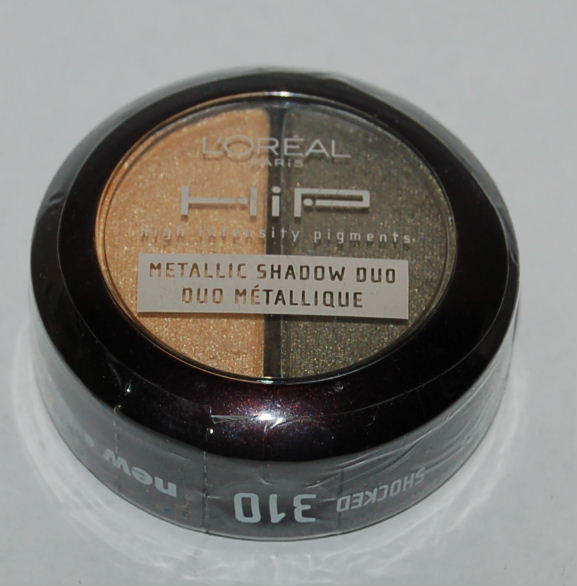 L'ORÉAL
PARIS
HiP
high intensity pigments
METALLIC SHADOW DUO
DUO MÉTALLIQUE
new •
310
SHOCKED